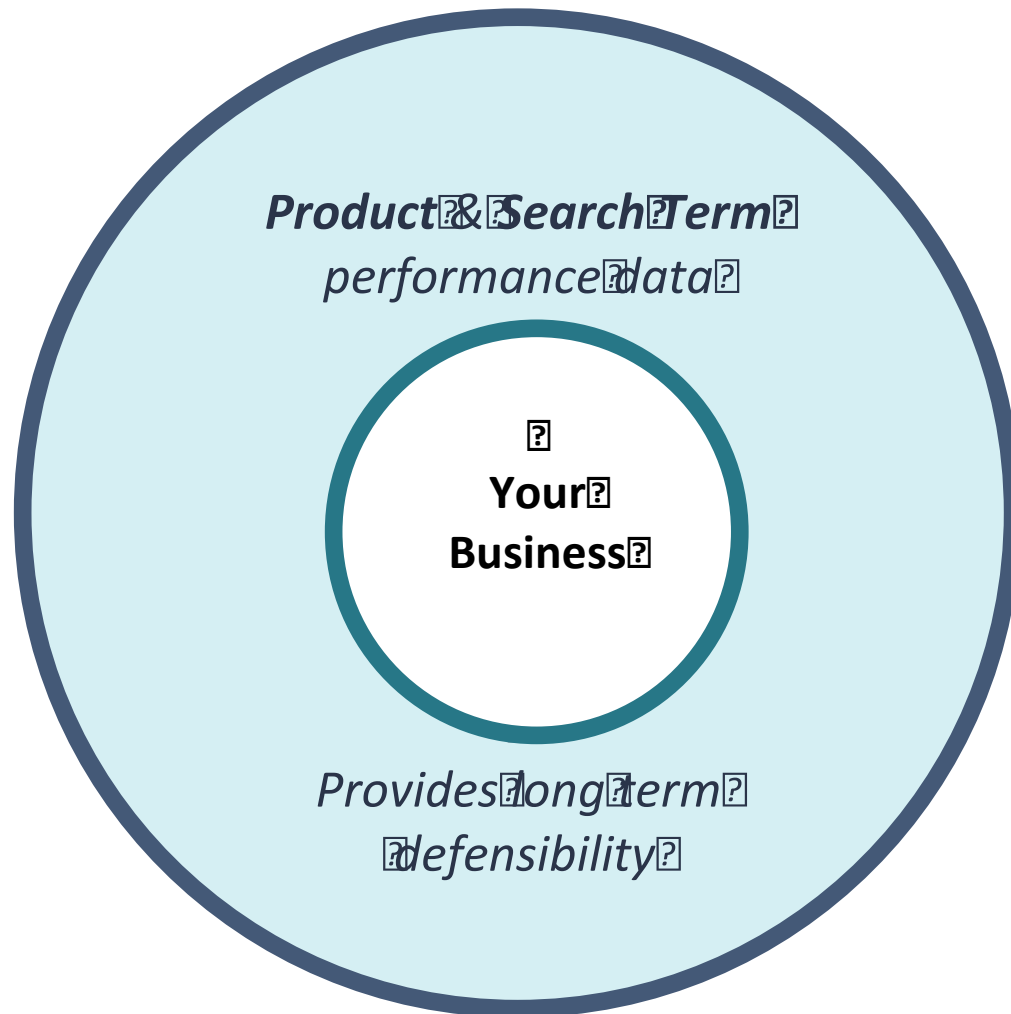 Product & Search Term
performance data
Your
Business
Provides long term
defensibility